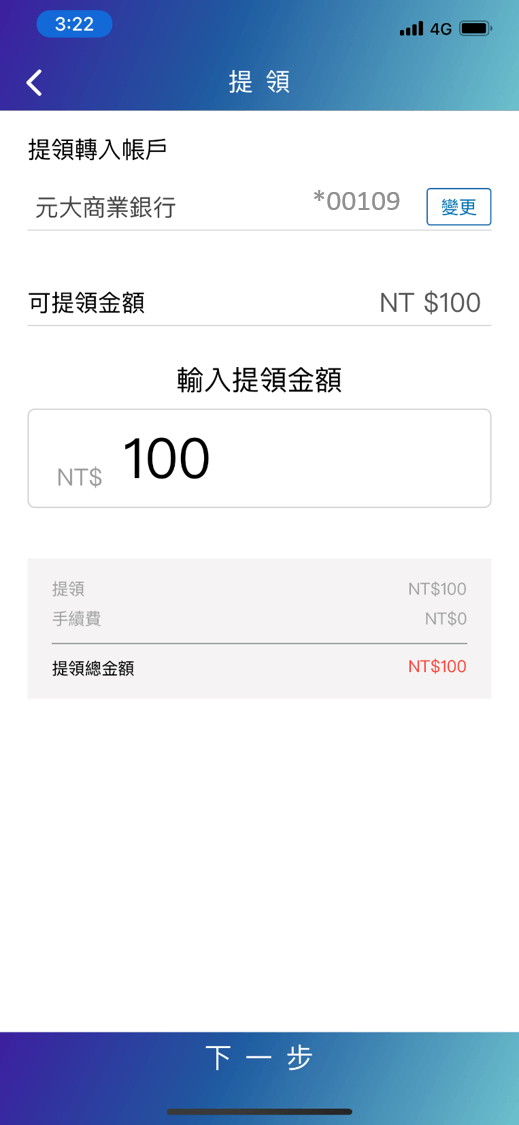 3:22
4G
提領
提領轉入帳戶
元大商業銀行 *00109 變更
可提領金額 NT $100
輸入提領金額
NT$ 100
提領 NT$100
手續費 NT$0
提領總金額 NT$100
下一步